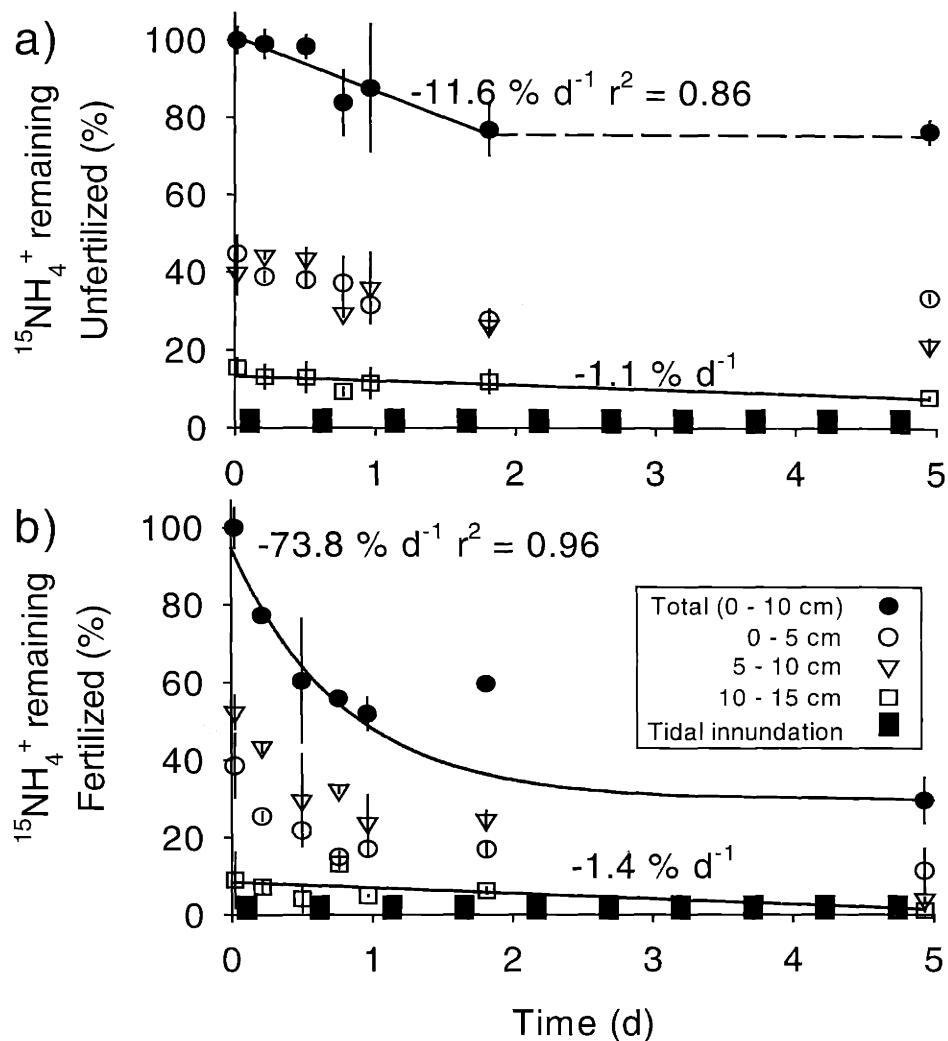 a)
¹⁵NH₄⁺ remaining
Unfertilized (%)
100
80
60
40
20
0
-11.6 % d⁻¹ r² = 0.86
-1.1 % d⁻¹
0 1 2 3 4 5
b)
¹⁵NH₄⁺ remaining
Fertilized (%)
100
80
60
40
20
0
-73.8 % d⁻¹ r² = 0.96
Total (0 - 10 cm)
0 - 5 cm
5 - 10 cm
10 - 15 cm
Tidal innundation
-1.4 % d⁻¹
0 1 2 3 4 5
Time (d)